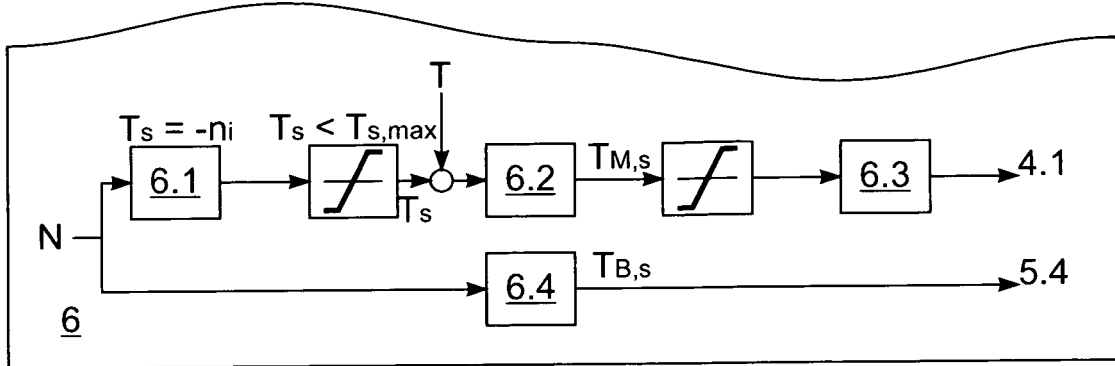 T
Ts = -ni
Ts < Ts,max
6.1
Ts
6.2
TM,s
6.3
4.1
N
6.4
TB,s
5.4
6